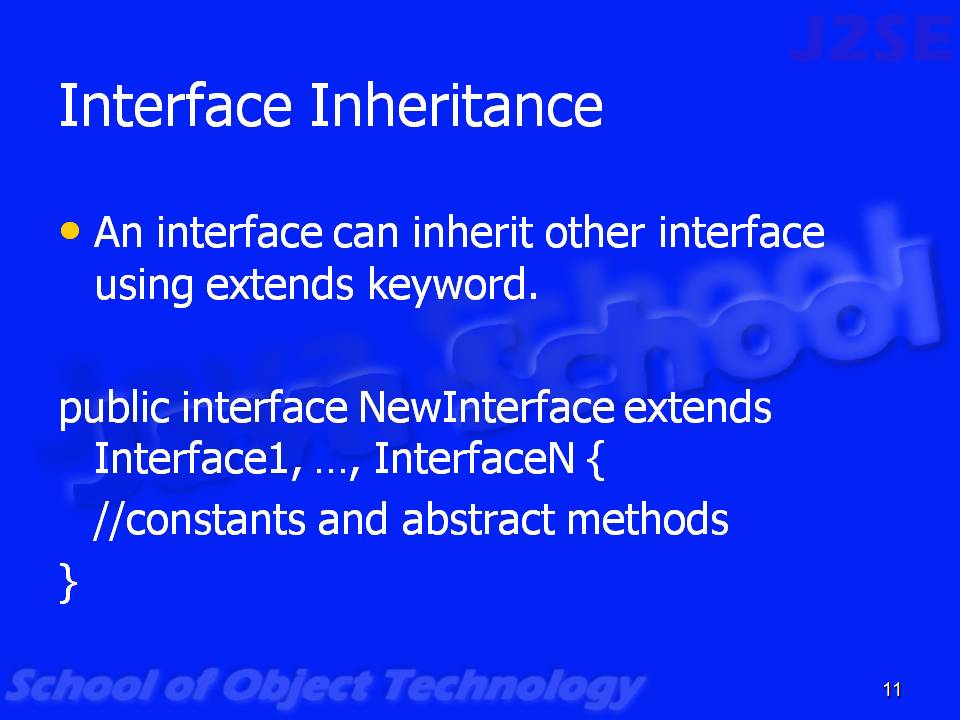 J2SE
Interface Inheritance
• An interface can inherit other interface
using extends keyword.
Java School
public interface NewInterface extends
Interface1, …, InterfaceN {
//constants and abstract methods
}
School of Object Technology
11